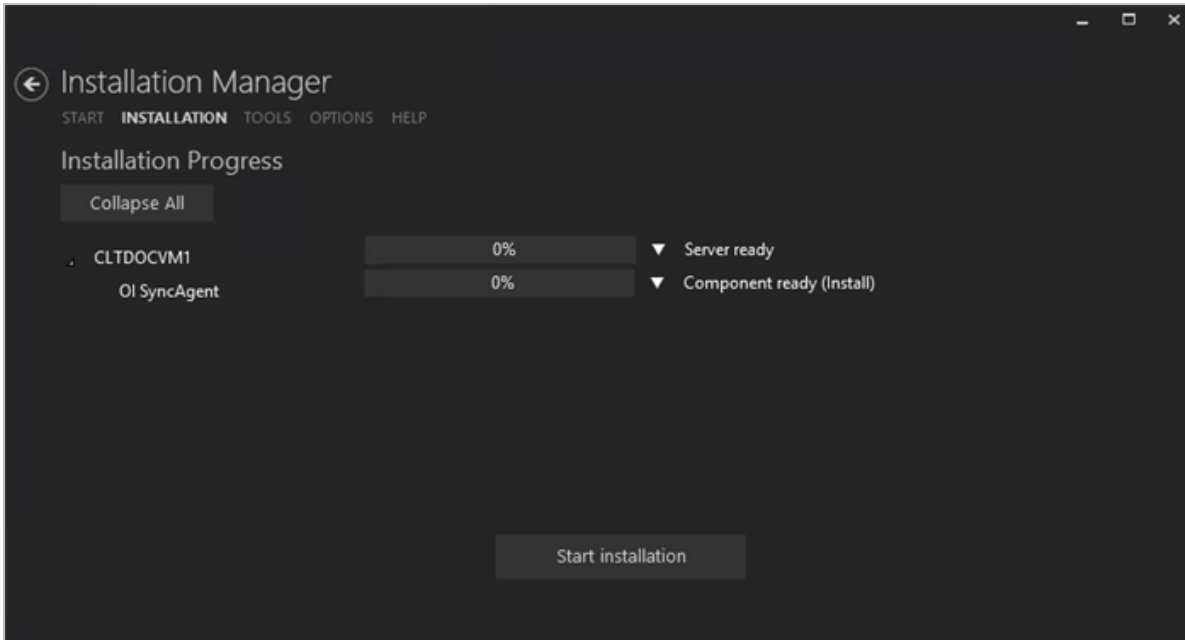 Installation Manager
START INSTALLATION TOOLS OPTIONS HELP
Installation Progress
Collapse All
CLTDOCVM1 0% Server ready
OI SyncAgent 0% Component ready (Install)
Start installation